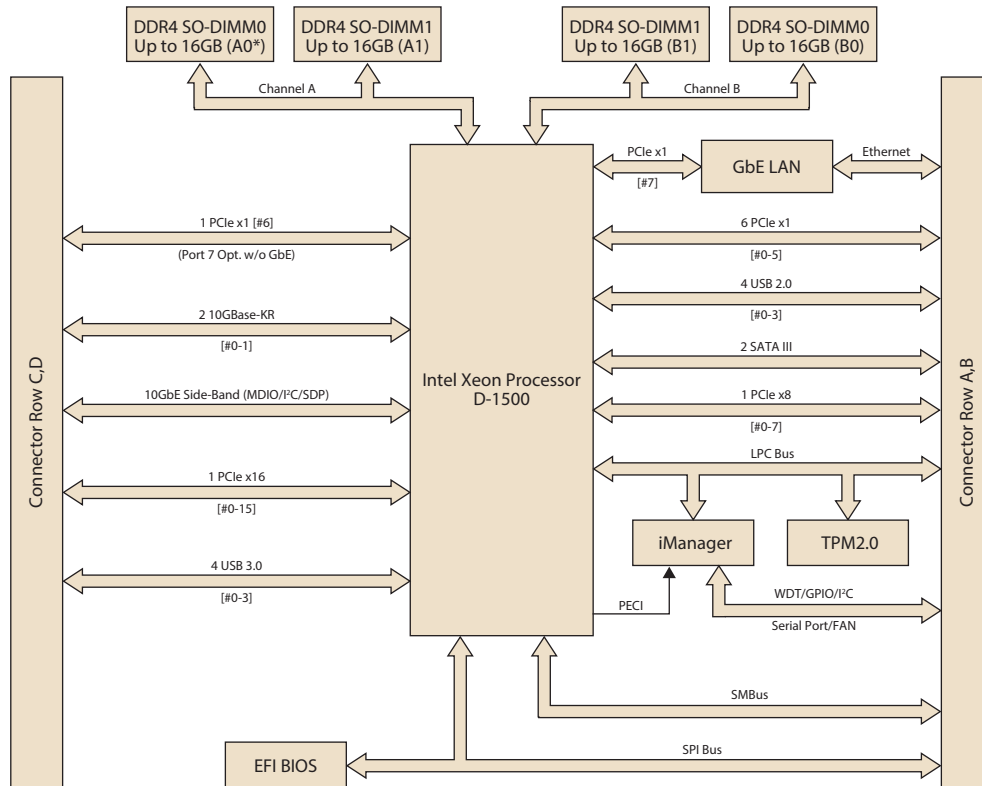 DDR4 SO-DIMM0
Up to 16GB (A0*)
DDR4 SO-DIMM1
Up to 16GB (A1)
DDR4 SO-DIMM1
Up to 16GB (B1)
DDR4 SO-DIMM0
Up to 16GB (B0)
Channel A
Channel B
PCIe x1
[#7]
GbE LAN
Ethernet
1 PCIe x1 [#6]
(Port 7 Opt. w/o GbE)
6 PCIe x1
[#0-5]
4 USB 2.0
[#0-3]
2 10GBase-KR
[#0-1]
2 SATA III
Connector Row C,D
Intel Xeon Processor
D-1500
Connector Row A,B
10GbE Side-Band (MDIO/I²C/SDP)
1 PCIe x8
[#0-7]
LPC Bus
1 PCIe x16
[#0-15]
iManager
TPM2.0
4 USB 3.0
[#0-3]
PECI
WDT/GPIO/I²C
Serial Port/FAN
SMBus
SPI Bus
EFI BIOS